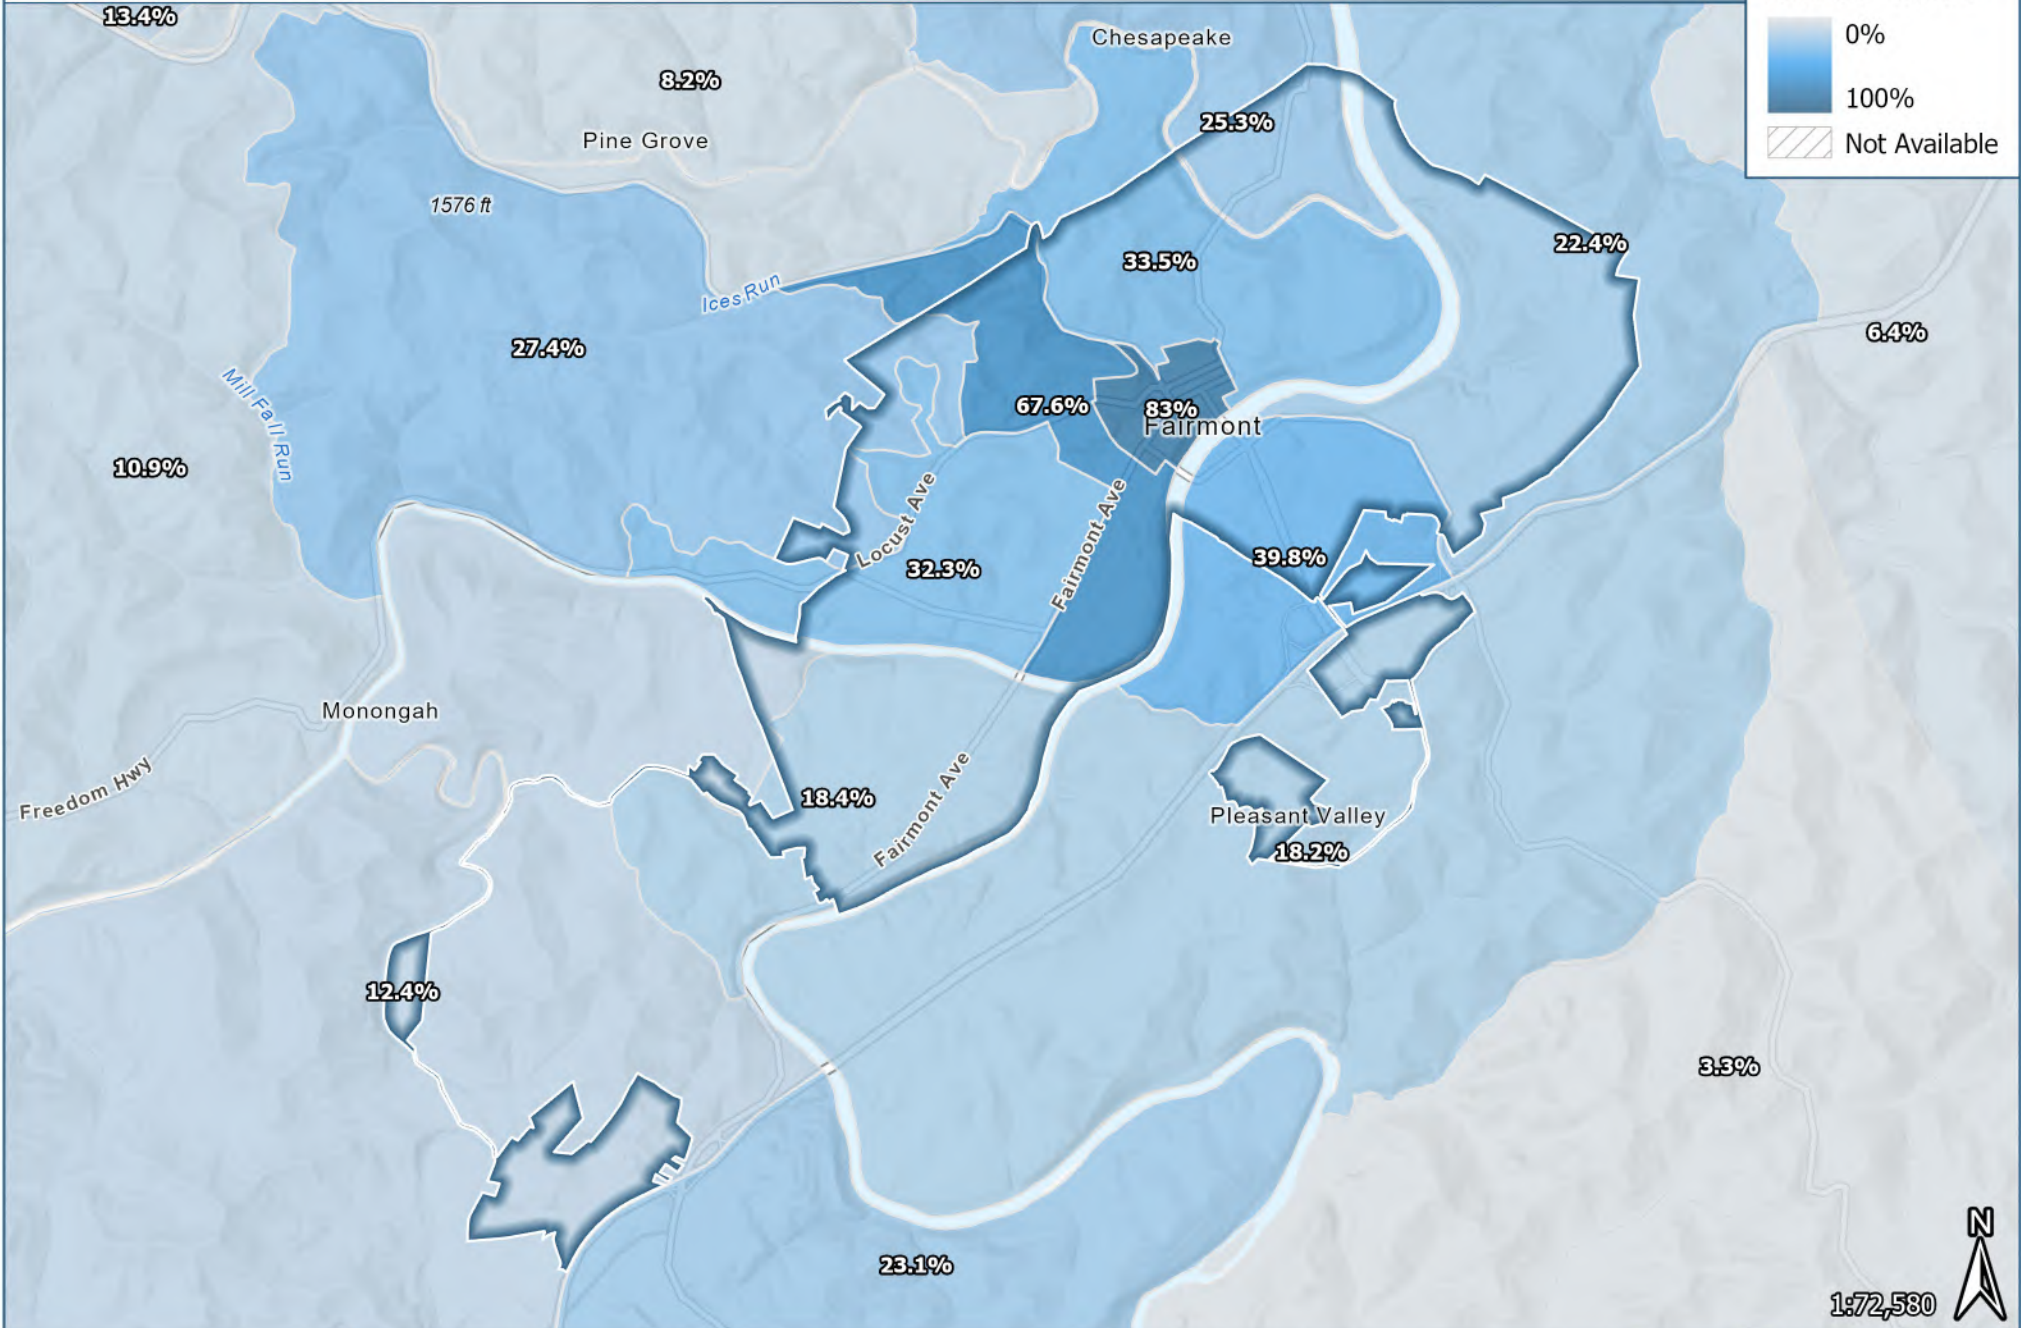 13.4%
0%
Chesapeake
8.2%
100%
25.3%
Pine Grove
Not Available
1576 ft
22.4%
33.5%
Ices Run
6.4%
27.4%
67.6%
83%
Fairmont
Mill Fall Run
10.9%
Locust Ave
Fairmont Ave
39.8%
32.3%
Monongah
Freedom Hwy
18.4%
Fairmont Ave
Pleasant Valley
18.2%
12.4%
3.3%
N
23.1%
1:72,580